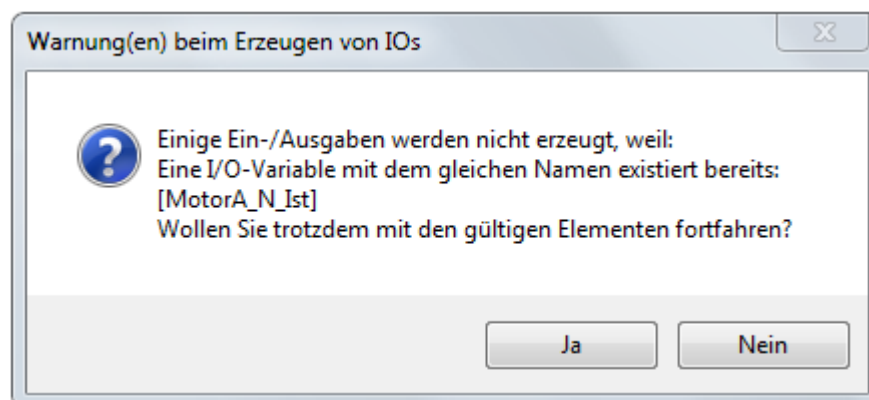 Warnung(en) beim Erzeugen von IOs
Einige Ein-/Ausgaben werden nicht erzeugt, weil:
Eine I/O-Variable mit dem gleichen Namen existiert bereits:
[MotorA_N_Ist]
Wollen Sie trotzdem mit den gültigen Elementen fortfahren?
Ja
Nein